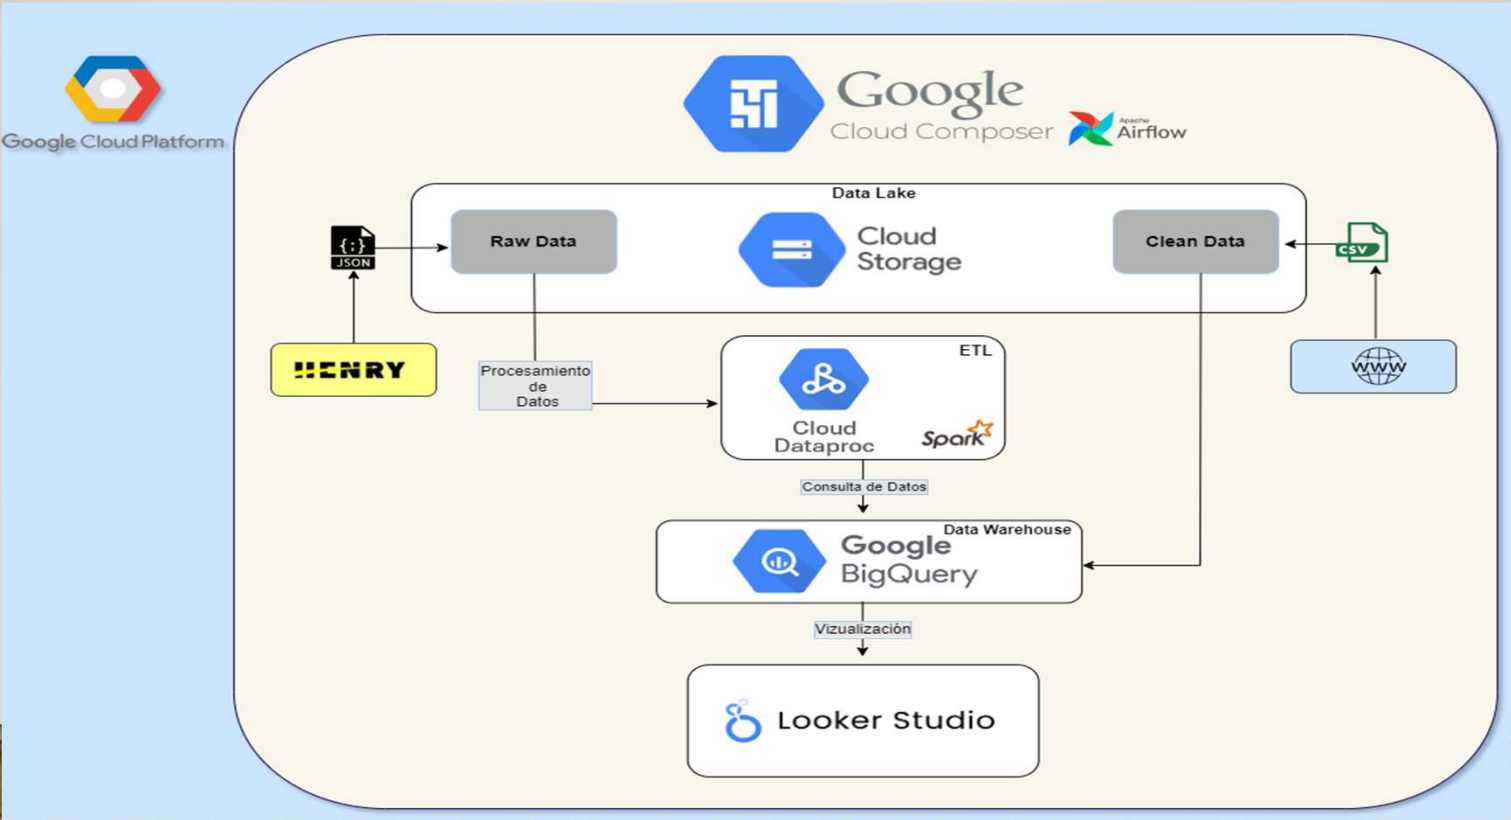 Google Cloud Platform
Google
Cloud Composer
Apache
Airflow
Data Lake
{:}
JSON
Raw Data
Cloud
Storage
Clean Data
CSV
HENRY
Procesamiento
de
Datos
ETL
Cloud
Dataproc
Spark
WWW
Consulta de Datos
Data Warehouse
Google
BigQuery
Vizualización
Looker Studio